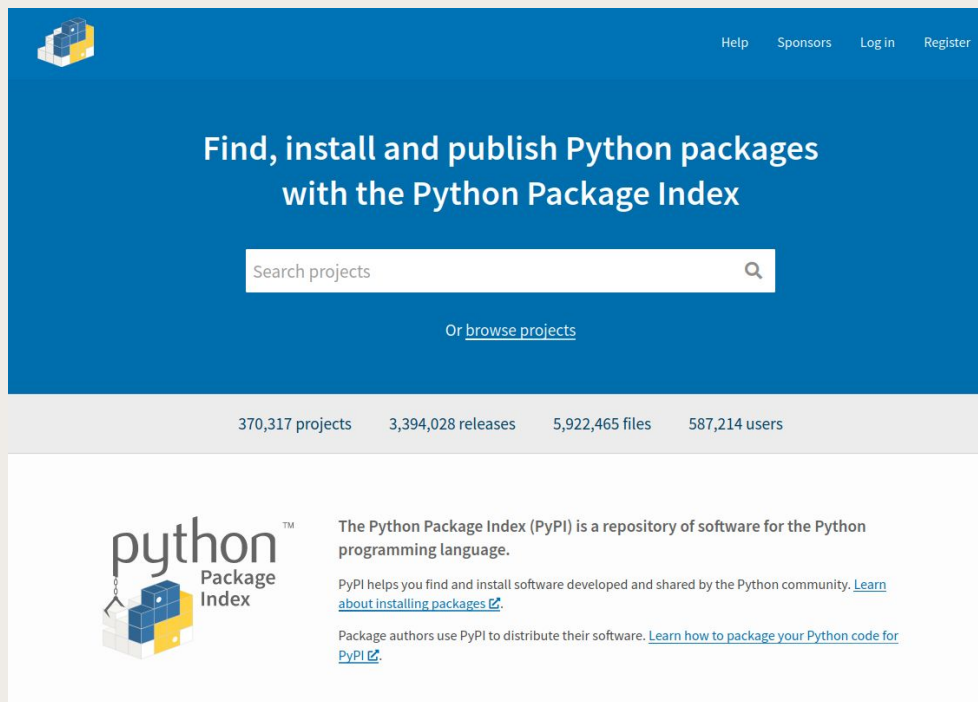 Help Sponsors Log in Register
Find, install and publish Python packages
with the Python Package Index
Search projects
Or browse projects
370,317 projects 3,394,028 releases 5,922,465 files 587,214 users
python™
Package
Index
The Python Package Index (PyPI) is a repository of software for the Python
programming language.
PyPI helps you find and install software developed and shared by the Python community. Learn
about installing packages.
Package authors use PyPI to distribute their software. Learn how to package your Python code for
PyPI.